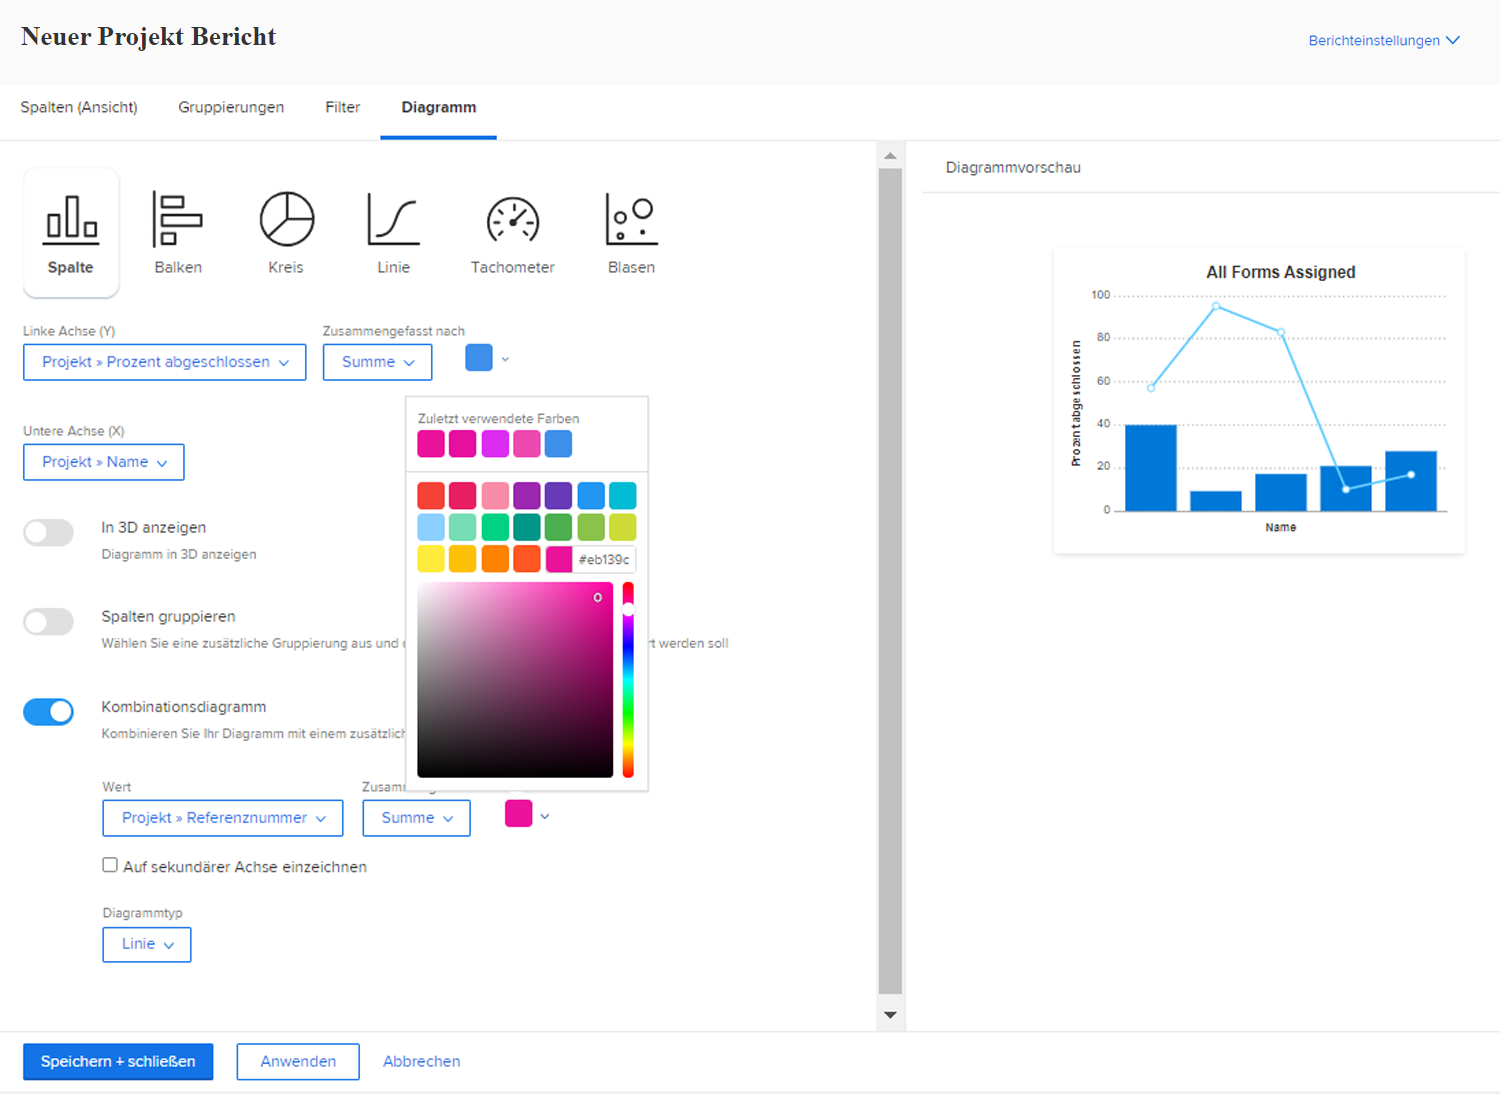 Neuer Projekt Bericht
Berichteinstellungen
Spalten (Ansicht)
Gruppierungen
Filter
Diagramm
Diagrammvorschau
Spalte
Balken
Kreis
Linie
Tachometer
Blasen
Linke Achse (Y)
Zusammengefasst nach
Projekt » Prozent abgeschlossen
Summe
Zuletzt verwendete Farben
Untere Achse (X)
Projekt » Name
#eb139c
In 3D anzeigen
Diagramm in 3D anzeigen
Spalten gruppieren
Wählen Sie eine zusätzliche Gruppierung aus und
rt werden soll
Kombinationsdiagramm
Kombinieren Sie Ihr Diagramm mit einem zusätzlich
Wert
Projekt » Referenznummer
Summe
Auf sekundärer Achse einzeichnen
Diagrammtyp
Linie
All Forms Assigned
100
80
60
40
20
0
Prozent abgeschlossen
Name
Speichern + schließen
Anwenden
Abbrechen